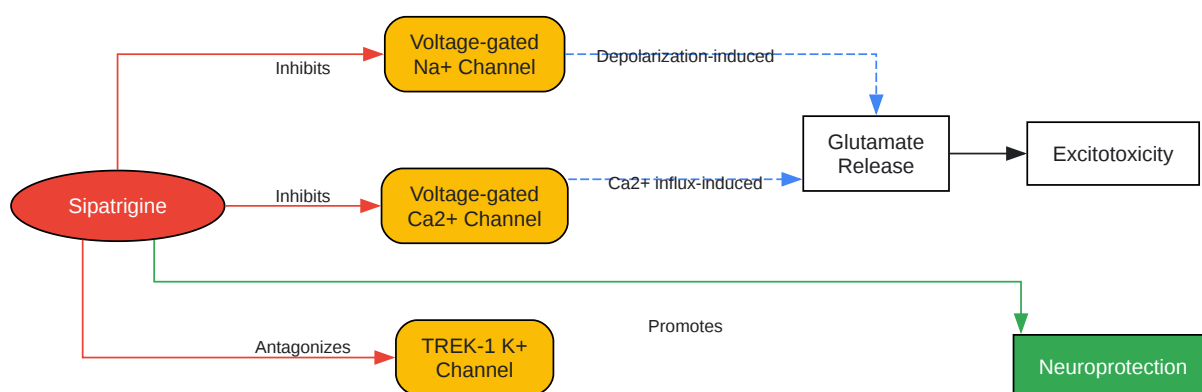 Voltage-gated
Na+ Channel
Inhibits
Depolarization-induced
Glutamate
Release
Excitotoxicity
Sipatrigine
Inhibits
Voltage-gated
Ca2+ Channel
Ca2+ influx-induced
Promotes
Antagonizes
TREK-1 K+
Channel
Neuroprotection